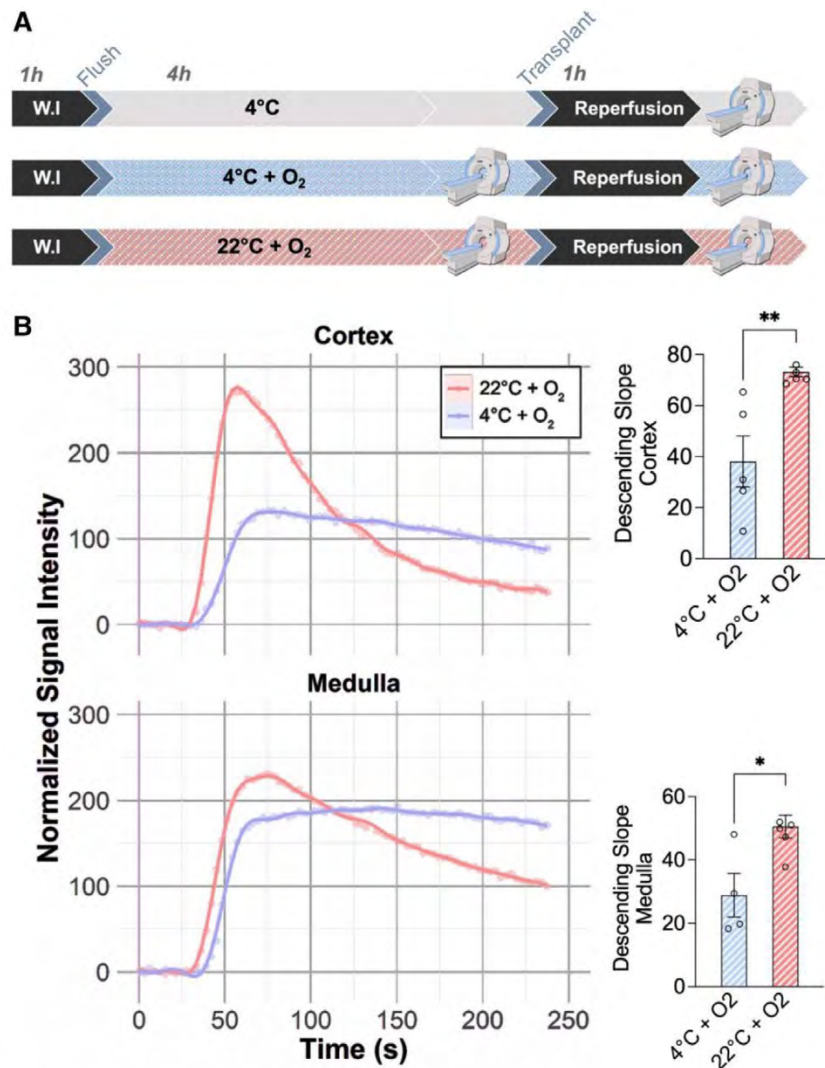 A
1h Flush 4h Transplant 1h
W.I 4°C Reperfusion
W.I 4°C + O₂ Reperfusion
W.I 22°C + O₂ Reperfusion
B
Cortex
Normalized Signal Intensity
300
200
100
0
22°C + O₂
4°C + O₂
**
Descending Slope
Cortex
80
60
40
20
0
4°C + O2
22°C + O2
Medulla
300
200
100
0
0 50 100 150 200 250
Time (s)
*
Descending Slope
Medulla
60
40
20
0
4°C + O2
22°C + O2